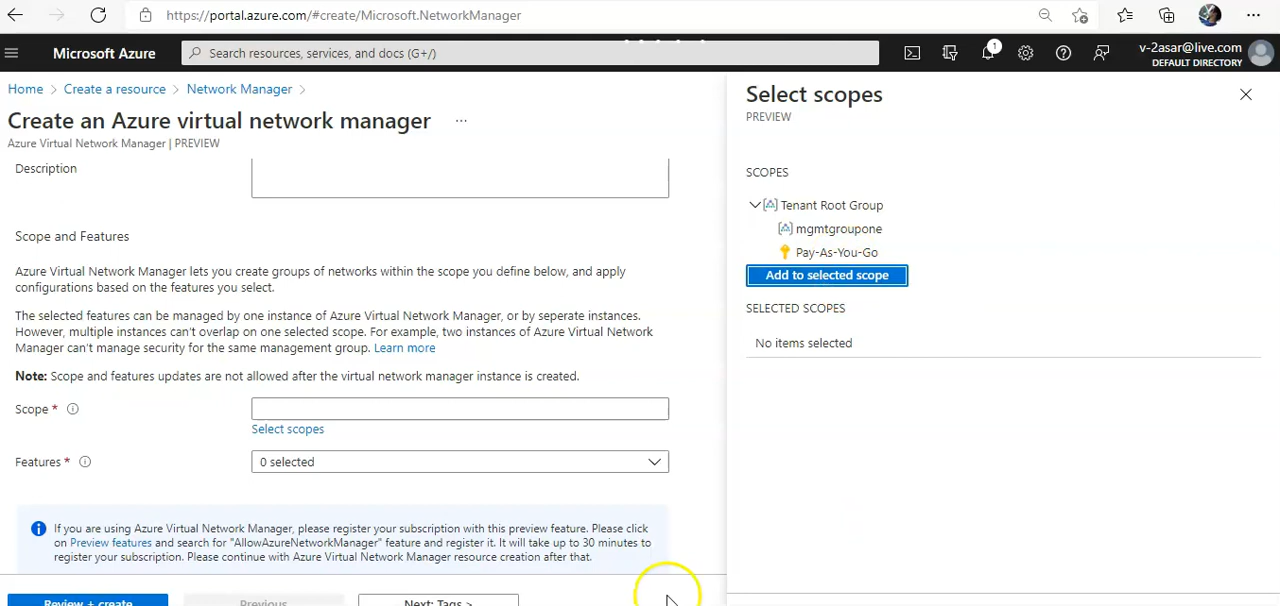 https://portal.azure.com/#create/Microsoft.NetworkManager
Microsoft Azure
Search resources, services, and docs (G+/)
1
v-2asar@live.com
DEFAULT DIRECTORY
Home > Create a resource > Network Manager >
Create an Azure virtual network manager ...
Azure Virtual Network Manager | PREVIEW
Description
Scope and Features
Azure Virtual Network Manager lets you create groups of networks within the scope you define below, and apply
configurations based on the features you select.
The selected features can be managed by one instance of Azure Virtual Network Manager, or by seperate instances.
However, multiple instances can't overlap on one selected scope. For example, two instances of Azure Virtual Network
Manager can't manage security for the same management group. Learn more
Note: Scope and features updates are not allowed after the virtual network manager instance is created.
Scope *
Select scopes
Features *
0 selected
If you are using Azure Virtual Network Manager, please register your subscription with this preview feature. Please click
on Preview features and search for "AllowAzureNetworkManager" feature and register it. It will take up to 30 minutes to
register your subscription. Please continue with Azure Virtual Network Manager resource creation after that.
Review + create
Previous
Next: Tags >
Select scopes
PREVIEW
SCOPES
Tenant Root Group
mgmtgroupone
Pay-As-You-Go
Add to selected scope
SELECTED SCOPES
No items selected